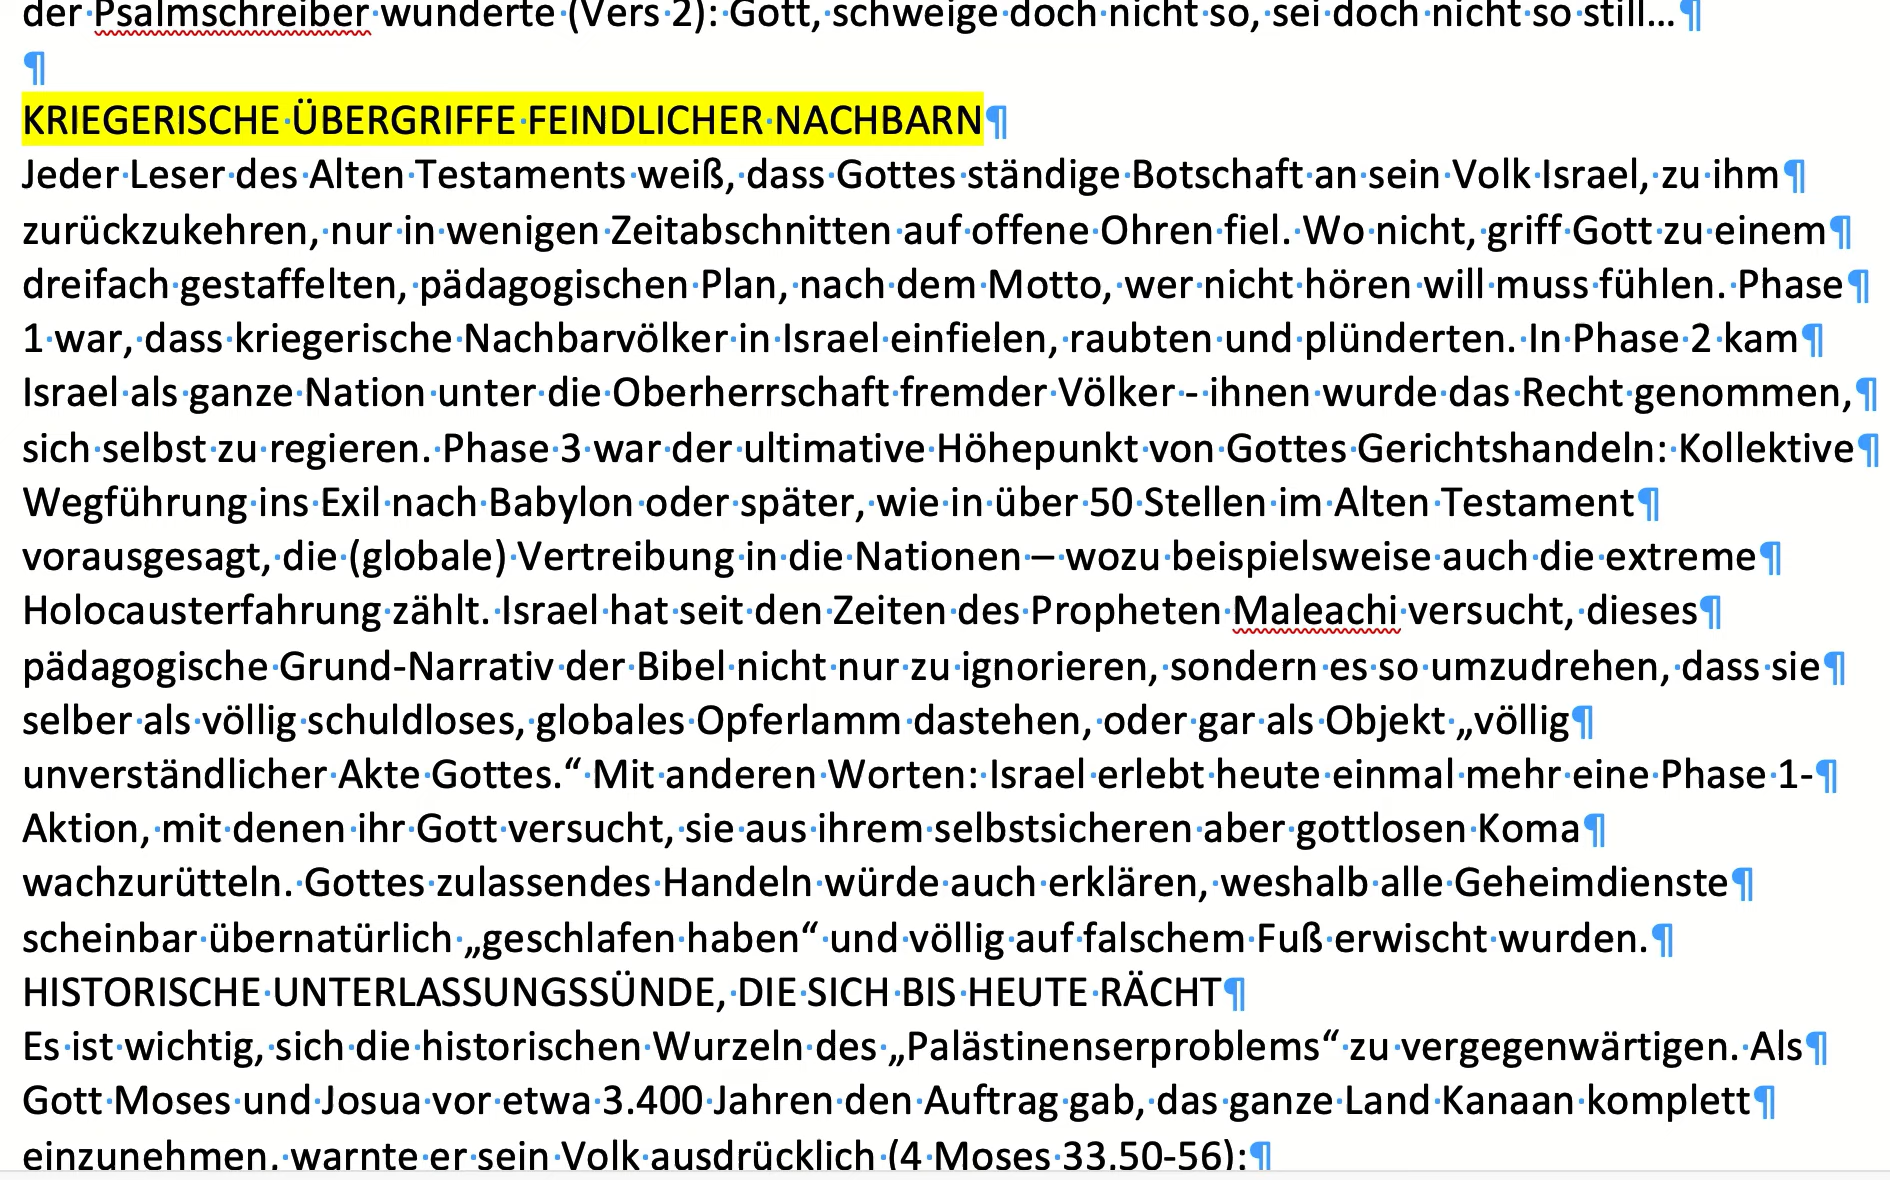 der Psalmschreiber wunderte (Vers 2): Gott, schweige doch nicht so, sei doch nicht so still...¶
¶
KRIEGERISCHE ÜBERGRIFFE FEINDLICHER NACHBARN¶
Jeder Leser des Alten Testaments weiß, dass Gottes ständige Botschaft an sein Volk Israel, zu ihm¶
zurückzukehren, nur in wenigen Zeitabschnitten auf offene Ohren fiel. Wo nicht, griff Gott zu einem¶
dreifach gestaffelten, pädagogischen Plan, nach dem Motto, wer nicht hören will muss fühlen. Phase¶
1 war, dass kriegerische Nachbarvölker in Israel einfielen, raubten und plünderten. In Phase 2 kam¶
Israel als ganze Nation unter die Oberherrschaft fremder Völker - ihnen wurde das Recht genommen,¶
sich selbst zu regieren. Phase 3 war der ultimative Höhepunkt von Gottes Gerichtshandeln: Kollektive¶
Wegführung ins Exil nach Babylon oder später, wie in über 50 Stellen im Alten Testament¶
vorausgesagt, die (globale) Vertreibung in die Nationen – wozu beispielsweise auch die extreme¶
Holocausterfahrung zählt. Israel hat seit den Zeiten des Propheten Maleachi versucht, dieses¶
pädagogische Grund-Narrativ der Bibel nicht nur zu ignorieren, sondern es so umzudrehen, dass sie¶
selber als völlig schuldloses, globales Opferlamm dastehen, oder gar als Objekt „völlig¶
unverständlicher Akte Gottes.“ Mit anderen Worten: Israel erlebt heute einmal mehr eine Phase 1-¶
Aktion, mit denen ihr Gott versucht, sie aus ihrem selbstsicheren aber gottlosen Koma¶
wachzurütteln. Gottes zulassendes Handeln würde auch erklären, weshalb alle Geheimdienste¶
scheinbar übernatürlich „geschlafen haben“ und völlig auf falschem Fuß erwischt wurden.¶
HISTORISCHE UNTERLASSUNGSSÜNDE, DIE SICH BIS HEUTE RÄCHT¶
Es ist wichtig, sich die historischen Wurzeln des „Palästinenserproblems“ zu vergegenwärtigen. Als¶
Gott Moses und Josua vor etwa 3.400 Jahren den Auftrag gab, das ganze Land Kanaan komplett¶
einzunehmen, warnte er sein Volk ausdrücklich (4 Moses 33,50-56):¶